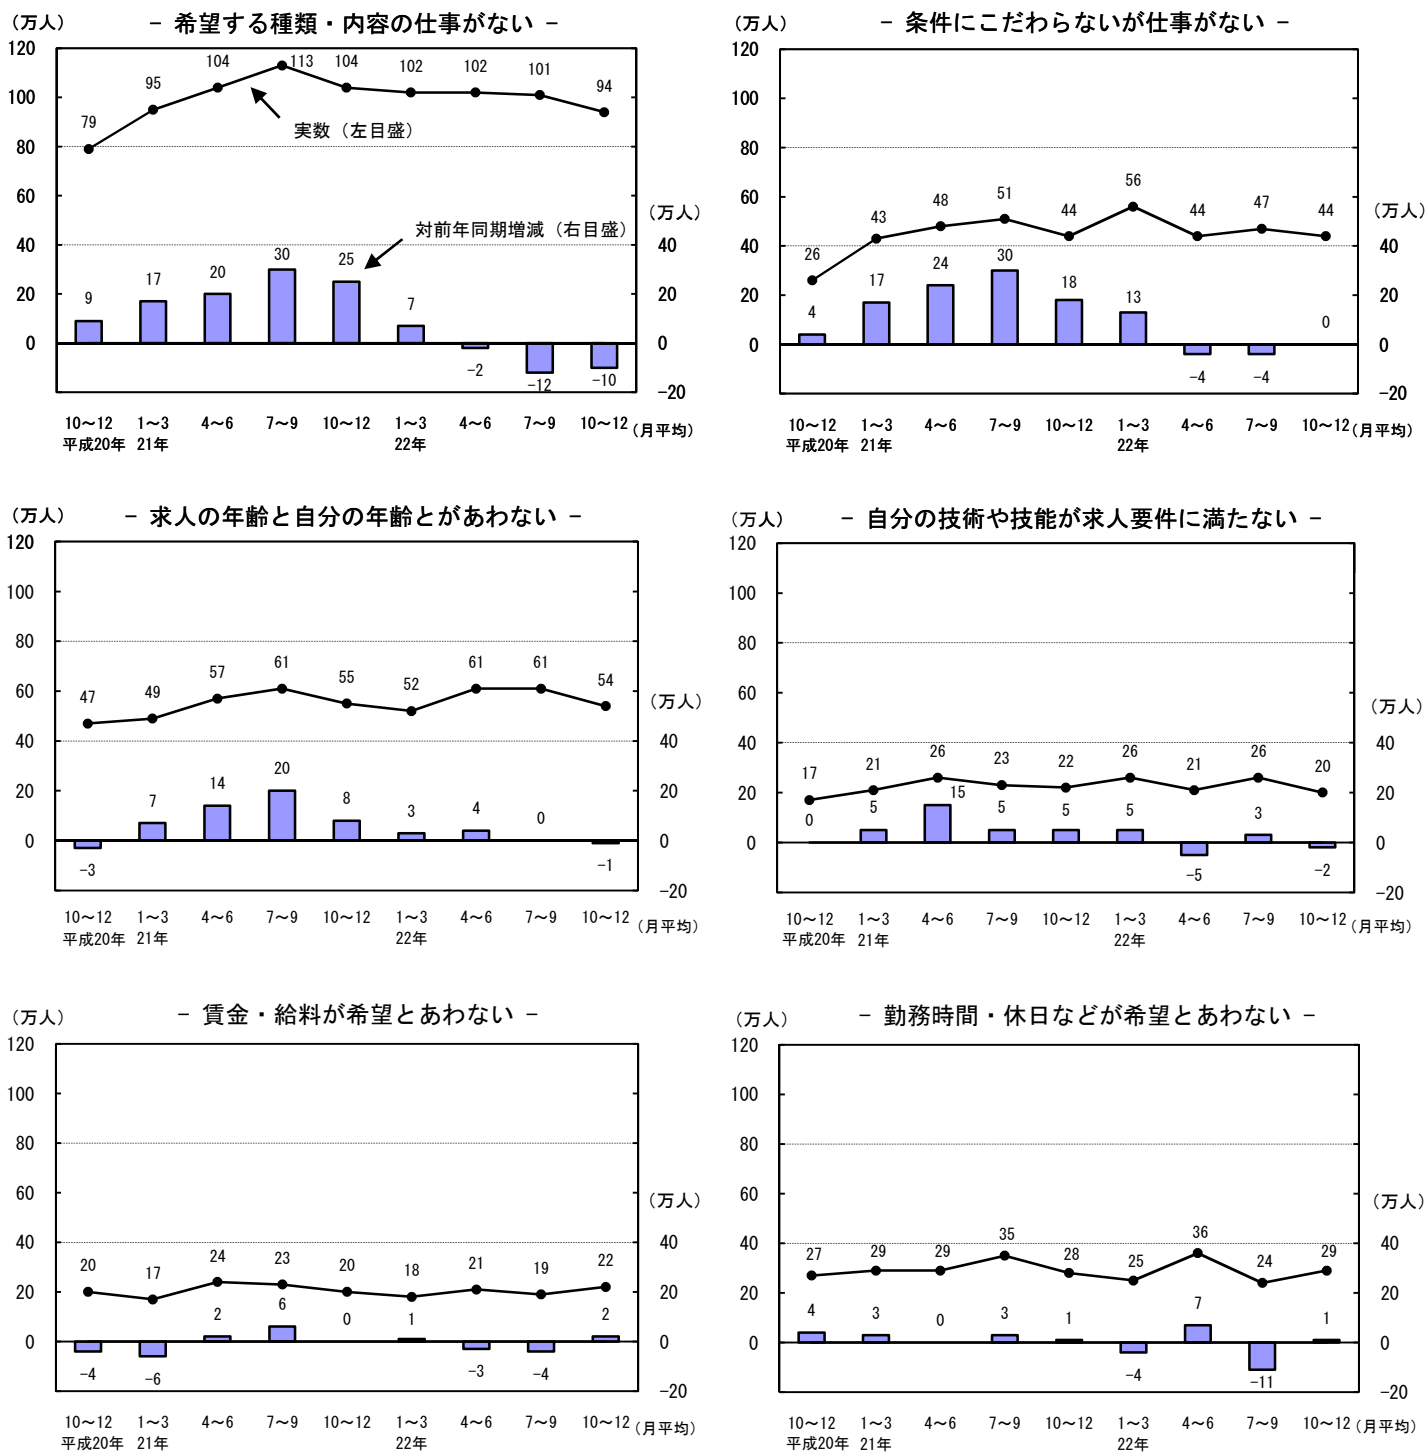 （万人） － 希望する種類・内容の仕事がない －
120
100
80
60
40
20
0
（万人）
40
20
0
−20
79 95 104 113 104 102 102 101 94
実数（左目盛）
対前年同期増減（右目盛）
9 17 20 30 25 7 −2 −12 −10
10～12 1～3 4～6 7～9 10～12 1～3 4～6 7～9 10～12 (月平均)
平成20年 21年 22年
（万人） － 条件にこだわらないが仕事がない －
120
100
80
60
40
20
0
（万人）
40
20
0
−20
26 43 48 51 44 56 44 47 44
4 17 24 30 18 13 −4 −4 0
10～12 1～3 4～6 7～9 10～12 1～3 4～6 7～9 10～12 (月平均)
平成20年 21年 22年
（万人） － 求人の年齢と自分の年齢とがあわない －
120
100
80
60
40
20
0
（万人）
40
20
0
−20
47 49 57 61 55 52 61 61 54
−3 7 14 20 8 3 4 0 −1
10～12 1～3 4～6 7～9 10～12 1～3 4～6 7～9 10～12 (月平均)
平成20年 21年 22年
（万人） － 自分の技術や技能が求人要件に満たない －
120
100
80
60
40
20
0
（万人）
40
20
0
−20
17 21 26 23 22 26 21 26 20
0 5 15 5 5 5 −5 3 −2
10～12 1～3 4～6 7～9 10～12 1～3 4～6 7～9 10～12 (月平均)
平成20年 21年 22年
（万人） － 賃金・給料が希望とあわない －
120
100
80
60
40
20
0
（万人）
40
20
0
−20
20 17 24 23 20 18 21 19 22
−4 −6 2 6 0 1 −3 −4 2
10～12 1～3 4～6 7～9 10～12 1～3 4～6 7～9 10～12 (月平均)
平成20年 21年 22年
（万人） － 勤務時間・休日などが希望とあわない －
120
100
80
60
40
20
0
（万人）
40
20
0
−20
27 29 29 35 28 25 36 24 29
4 3 0 3 1 −4 7 −11 1
10～12 1～3 4～6 7～9 10～12 1～3 4～6 7～9 10～12 (月平均)
平成20年 21年 22年